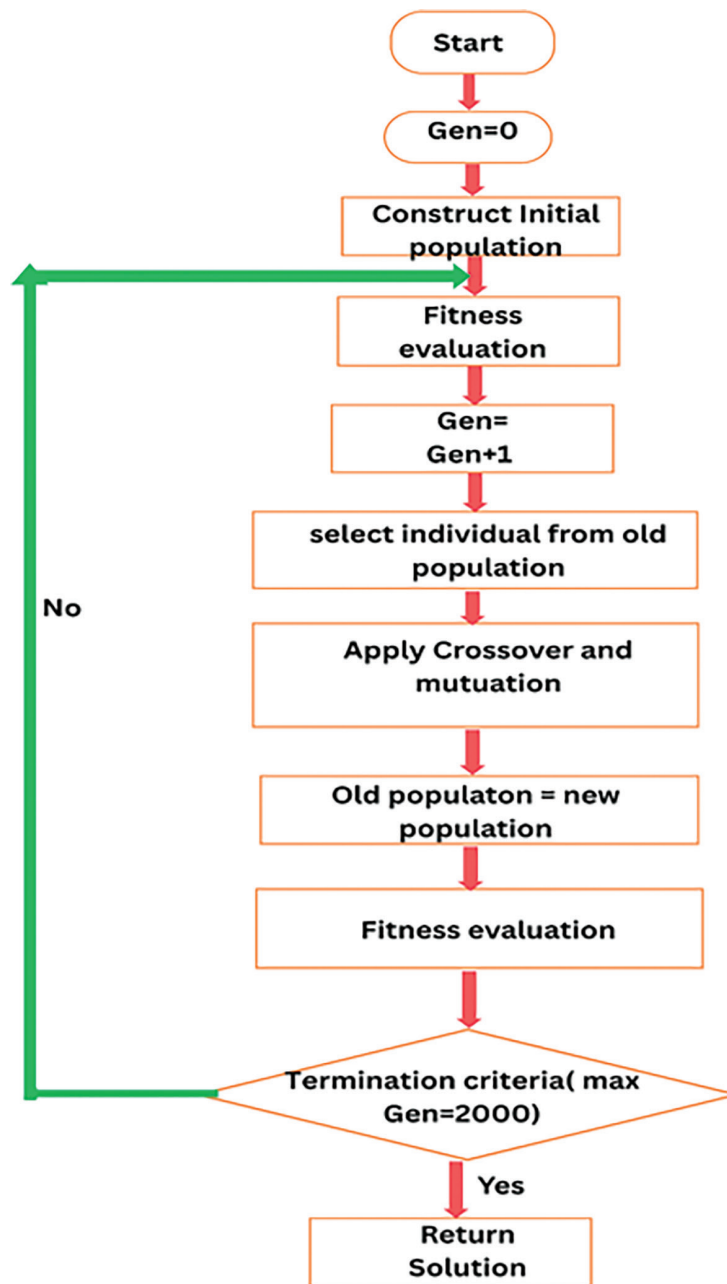 Start
Gen=0
Construct Initial
population
Fitness
evaluation
Gen=
Gen+1
select individual from old
population
No
Apply Crossover and
mutuation
Old populaton = new
population
Fitness evaluation
Termination criteria( max
Gen=2000)
Yes
Return
Solution